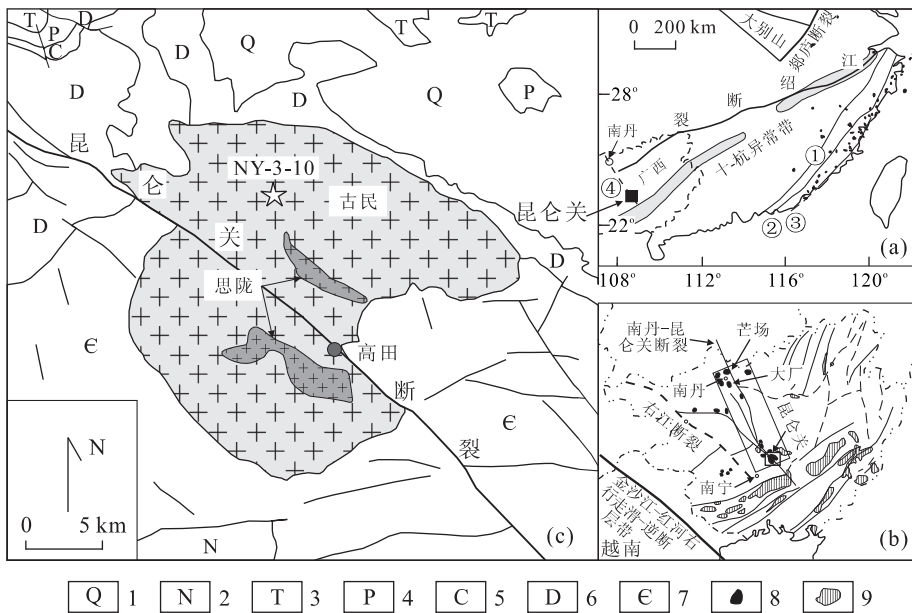 T
P
C
T
D
Q
T
T
D
D
Q
P
昆
仑
NY-3-10
古民
D
关
D
思陇
Є
高田
断
Є
裂
N
0
5 km
N
(c)
大别山
郯庐断裂
0 200 km
江
绍
断
裂
28°
南丹
广西
十-杭异常带
①
④
昆仑关
②
③
22°
(a)
108°
112°
116°
120°
南丹-昆
仑关断裂
芒场
大厂
南丹
右江断裂
昆仑关
南宁
金沙江-红河右
行走滑-逆断
层带
越南
(b)
Q 1 N 2 T 3 P 4 C 5 D 6 Є 7 8 9